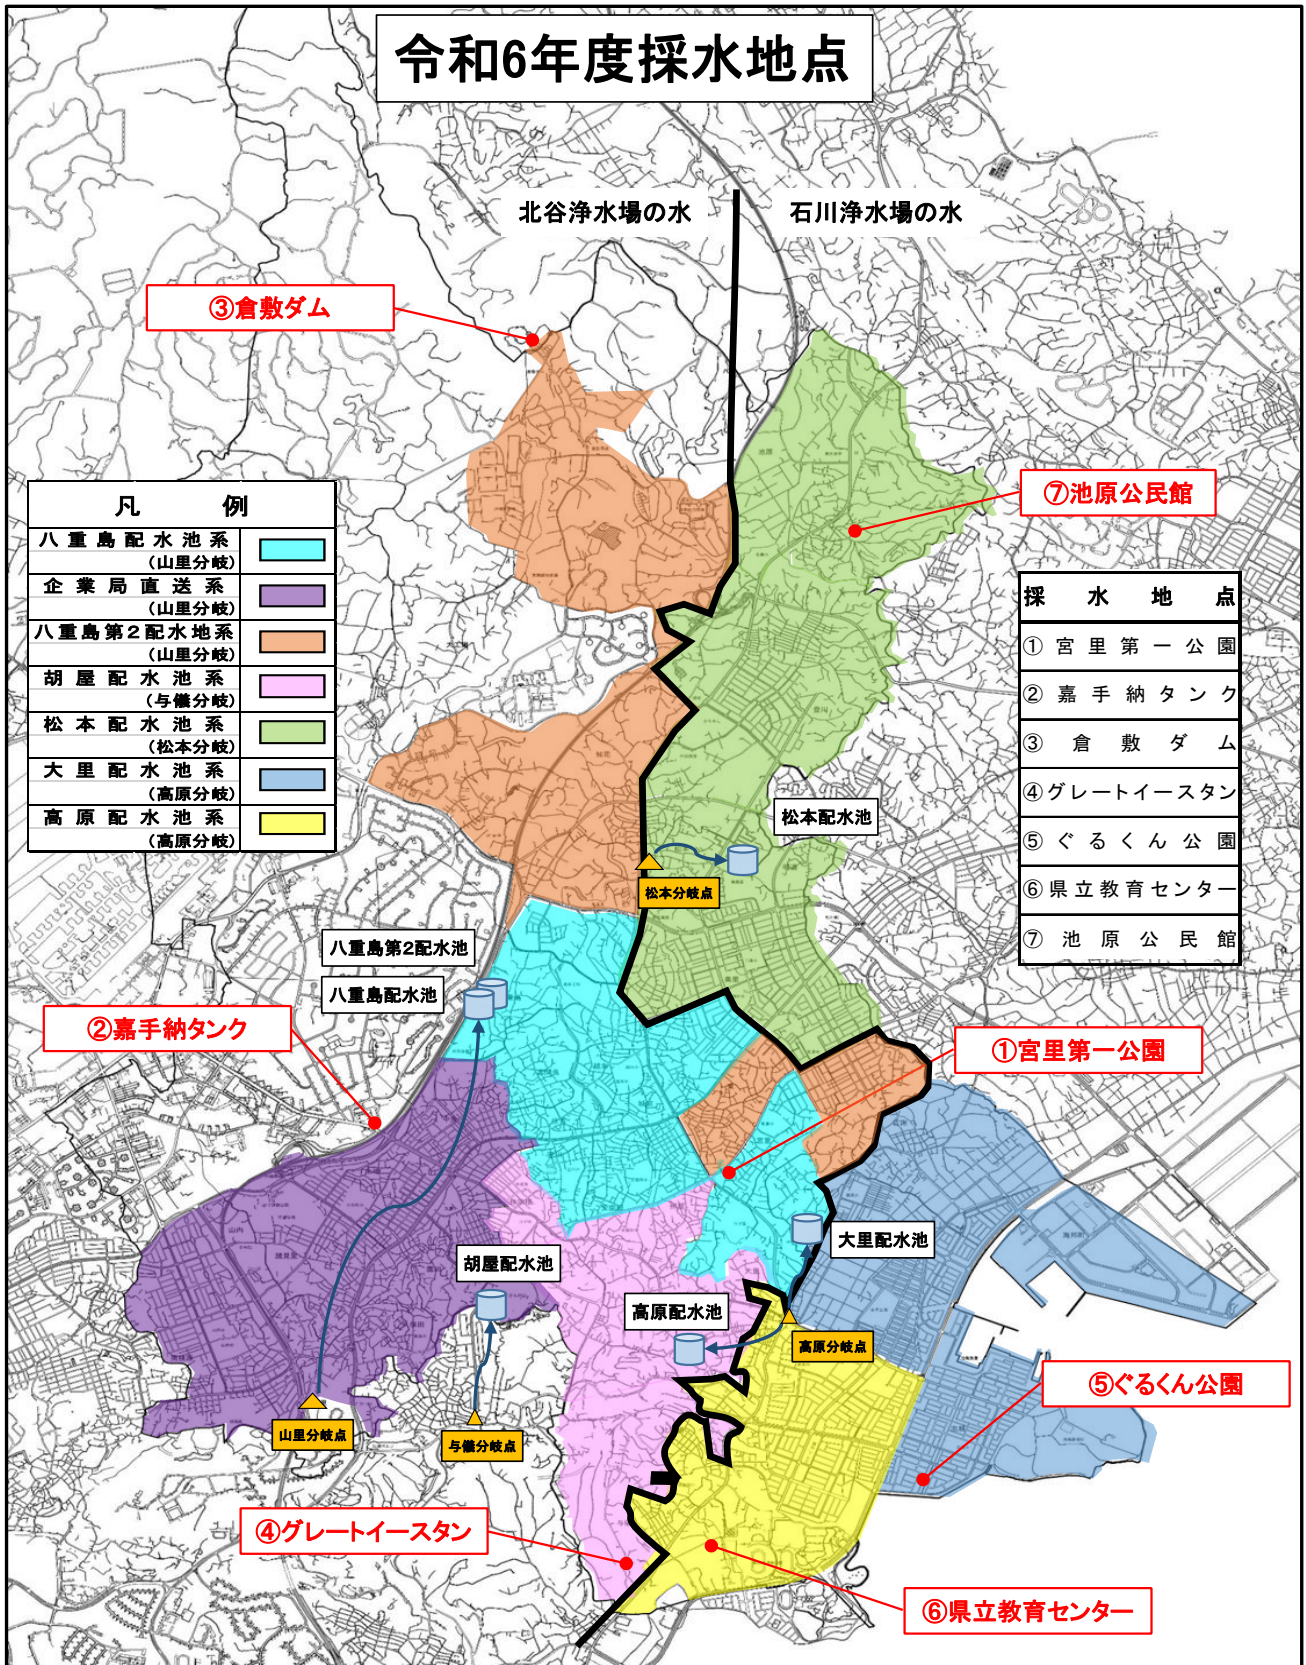 令和6年度採水地点
北谷浄水場の水
石川浄水場の水
③倉敷ダム
⑦池原公民館
凡 例
八重島配水池系
(山里分岐)
企業局直送系
(山里分岐)
八重島第2配水地系
(山里分岐)
胡屋配水池系
(与儀分岐)
松本配水池系
(松本分岐)
大里配水池系
(高原分岐)
高原配水池系
(高原分岐)
採水地点
①宮里第一公園
②嘉手納タンク
③倉敷ダム
④グレートイースタン
⑤ぐるくん公園
⑥県立教育センター
⑦池原公民館
松本配水池
松本分岐点
八重島第2配水池
八重島配水池
②嘉手納タンク
①宮里第一公園
大里配水池
胡屋配水池
高原配水池
高原分岐点
⑤ぐるくん公園
山里分岐点
与儀分岐点
④グレートイースタン
⑥県立教育センター